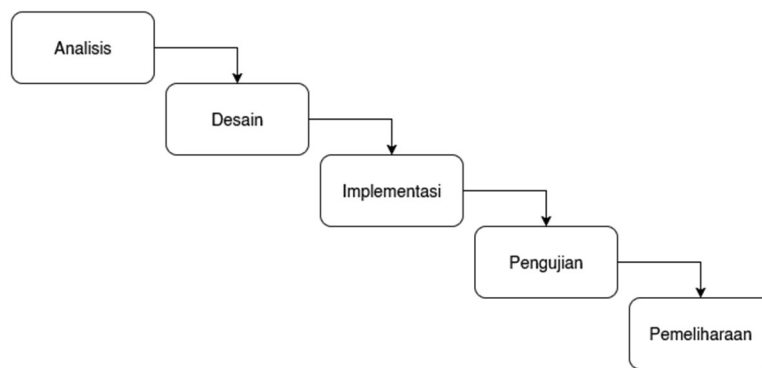 Analisis
Desain
Implementasi
Pengujian
Pemeliharaan